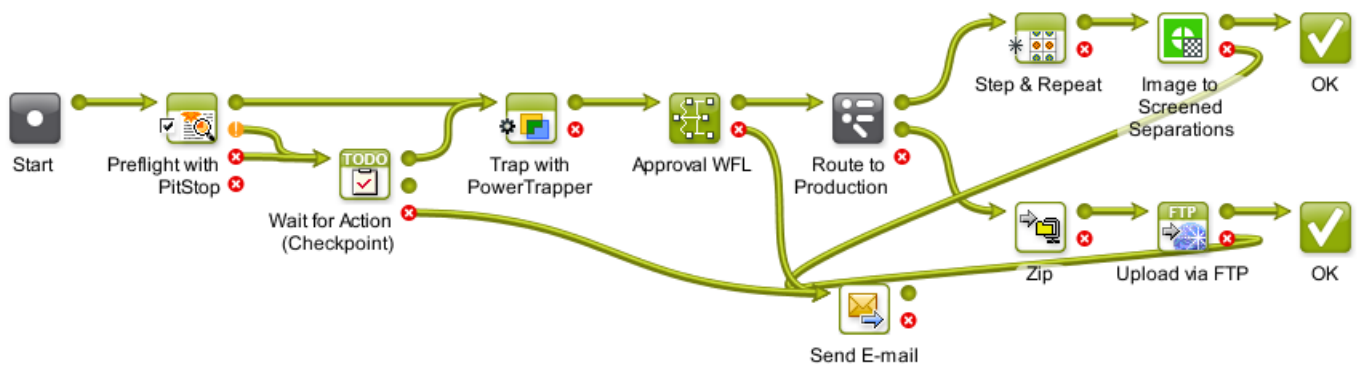 Start
Preflight with
PitStop
TODO
Wait for Action
(Checkpoint)
Trap with
PowerTrapper
Approval WFL
Route to
Production
Step & Repeat
Image to
Screened
Separations
OK
Zip
FTP
Upload via FTP
OK
Send E-mail